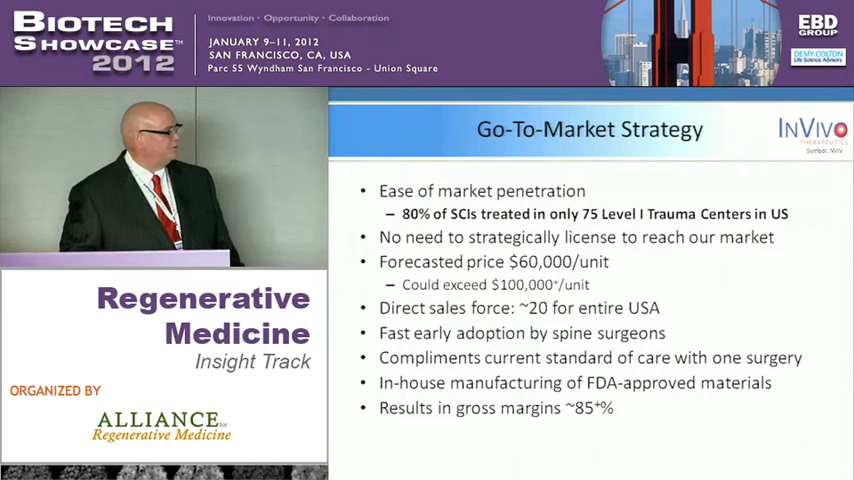 BIOTECH
SHOWCASE™
2012
Innovation · Opportunity · Collaboration
JANUARY 9–11, 2012
SAN FRANCISCO, CA, USA
Parc 55 Wyndham San Francisco - Union Square
EBD
GROUP
DEMY-COLTON
Life Science Advisors
Go-To-Market Strategy
INVIVO
THERAPEUTICS
Symbol: NVIV
• Ease of market penetration
– 80% of SCIs treated in only 75 Level I Trauma Centers in US
• No need to strategically license to reach our market
• Forecasted price $60,000/unit
– Could exceed $100,000⁺/unit
• Direct sales force: ~20 for entire USA
• Fast early adoption by spine surgeons
• Compliments current standard of care with one surgery
• In-house manufacturing of FDA-approved materials
• Results in gross margins ~85⁺%
Regenerative
Medicine
Insight Track
ORGANIZED BY
ALLIANCE for
Regenerative Medicine